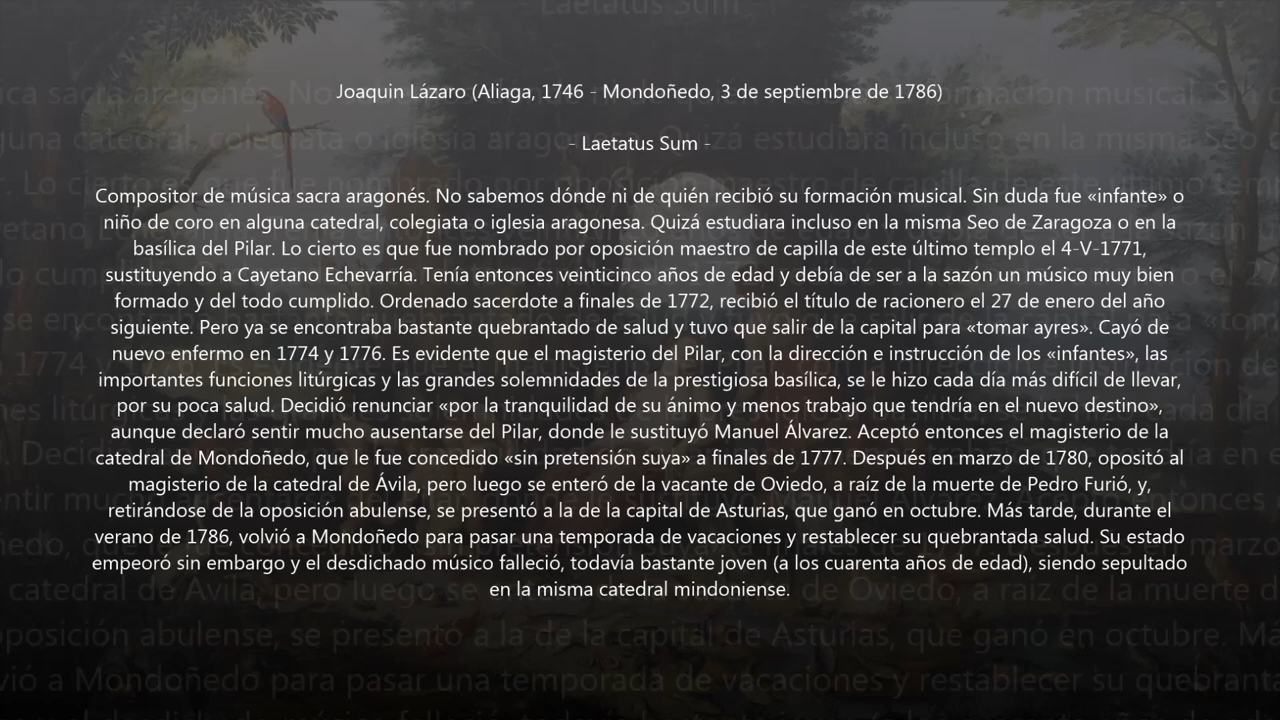 Joaquin Lázaro (Aliaga, 1746 - Mondoñedo, 3 de septiembre de 1786)
- Laetatus Sum -
Compositor de música sacra aragonés. No sabemos dónde ni de quién recibió su formación musical. Sin duda fue «infante» o
niño de coro en alguna catedral, colegiata o iglesia aragonesa. Quizá estudiara incluso en la misma Seo de Zaragoza o en la
basílica del Pilar. Lo cierto es que fue nombrado por oposición maestro de capilla de este último templo el 4-V-1771,
sustituyendo a Cayetano Echevarría. Tenía entonces veinticinco años de edad y debía de ser a la sazón un músico muy bien
formado y del todo cumplido. Ordenado sacerdote a finales de 1772, recibió el título de racionero el 27 de enero del año
siguiente. Pero ya se encontraba bastante quebrantado de salud y tuvo que salir de la capital para «tomar ayres». Cayó de
nuevo enfermo en 1774 y 1776. Es evidente que el magisterio del Pilar, con la dirección e instrucción de los «infantes», las
importantes funciones litúrgicas y las grandes solemnidades de la prestigiosa basílica, se le hizo cada día más difícil de llevar,
por su poca salud. Decidió renunciar «por la tranquilidad de su ánimo y menos trabajo que tendría en el nuevo destino»,
aunque declaró sentir mucho ausentarse del Pilar, donde le sustituyó Manuel Álvarez. Aceptó entonces el magisterio de la
catedral de Mondoñedo, que le fue concedido «sin pretensión suya» a finales de 1777. Después en marzo de 1780, opositó al
magisterio de la catedral de Ávila, pero luego se enteró de la vacante de Oviedo, a raíz de la muerte de Pedro Furió, y,
retirándose de la oposición abulense, se presentó a la de la capital de Asturias, que ganó en octubre. Más tarde, durante el
verano de 1786, volvió a Mondoñedo para pasar una temporada de vacaciones y restablecer su quebrantada salud. Su estado
empeoró sin embargo y el desdichado músico falleció, todavía bastante joven (a los cuarenta años de edad), siendo sepultado
en la misma catedral mindoniense.